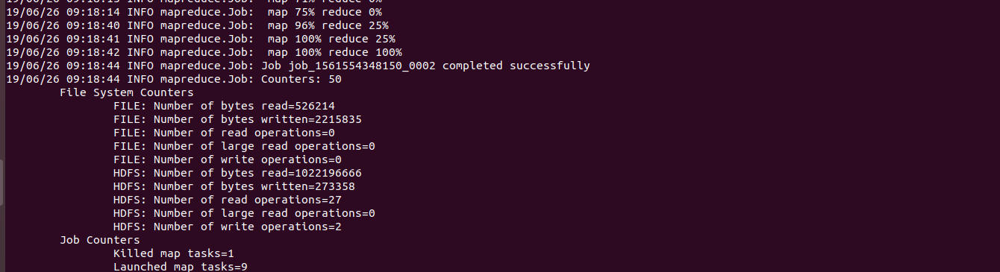 19/06/26 09:18:13 INFO mapreduce.Job:  map 71% reduce 0%
19/06/26 09:18:14 INFO mapreduce.Job:  map 75% reduce 0%
19/06/26 09:18:40 INFO mapreduce.Job:  map 96% reduce 25%
19/06/26 09:18:41 INFO mapreduce.Job:  map 100% reduce 25%
19/06/26 09:18:42 INFO mapreduce.Job:  map 100% reduce 100%
19/06/26 09:18:44 INFO mapreduce.Job: Job job_1561554348150_0002 completed successfully
19/06/26 09:18:44 INFO mapreduce.Job: Counters: 50
File System Counters
FILE: Number of bytes read=526214
FILE: Number of bytes written=2215835
FILE: Number of read operations=0
FILE: Number of large read operations=0
FILE: Number of write operations=0
HDFS: Number of bytes read=1022196666
HDFS: Number of bytes written=273358
HDFS: Number of read operations=27
HDFS: Number of large read operations=0
HDFS: Number of write operations=2
Job Counters
Killed map tasks=1
Launched map tasks=9